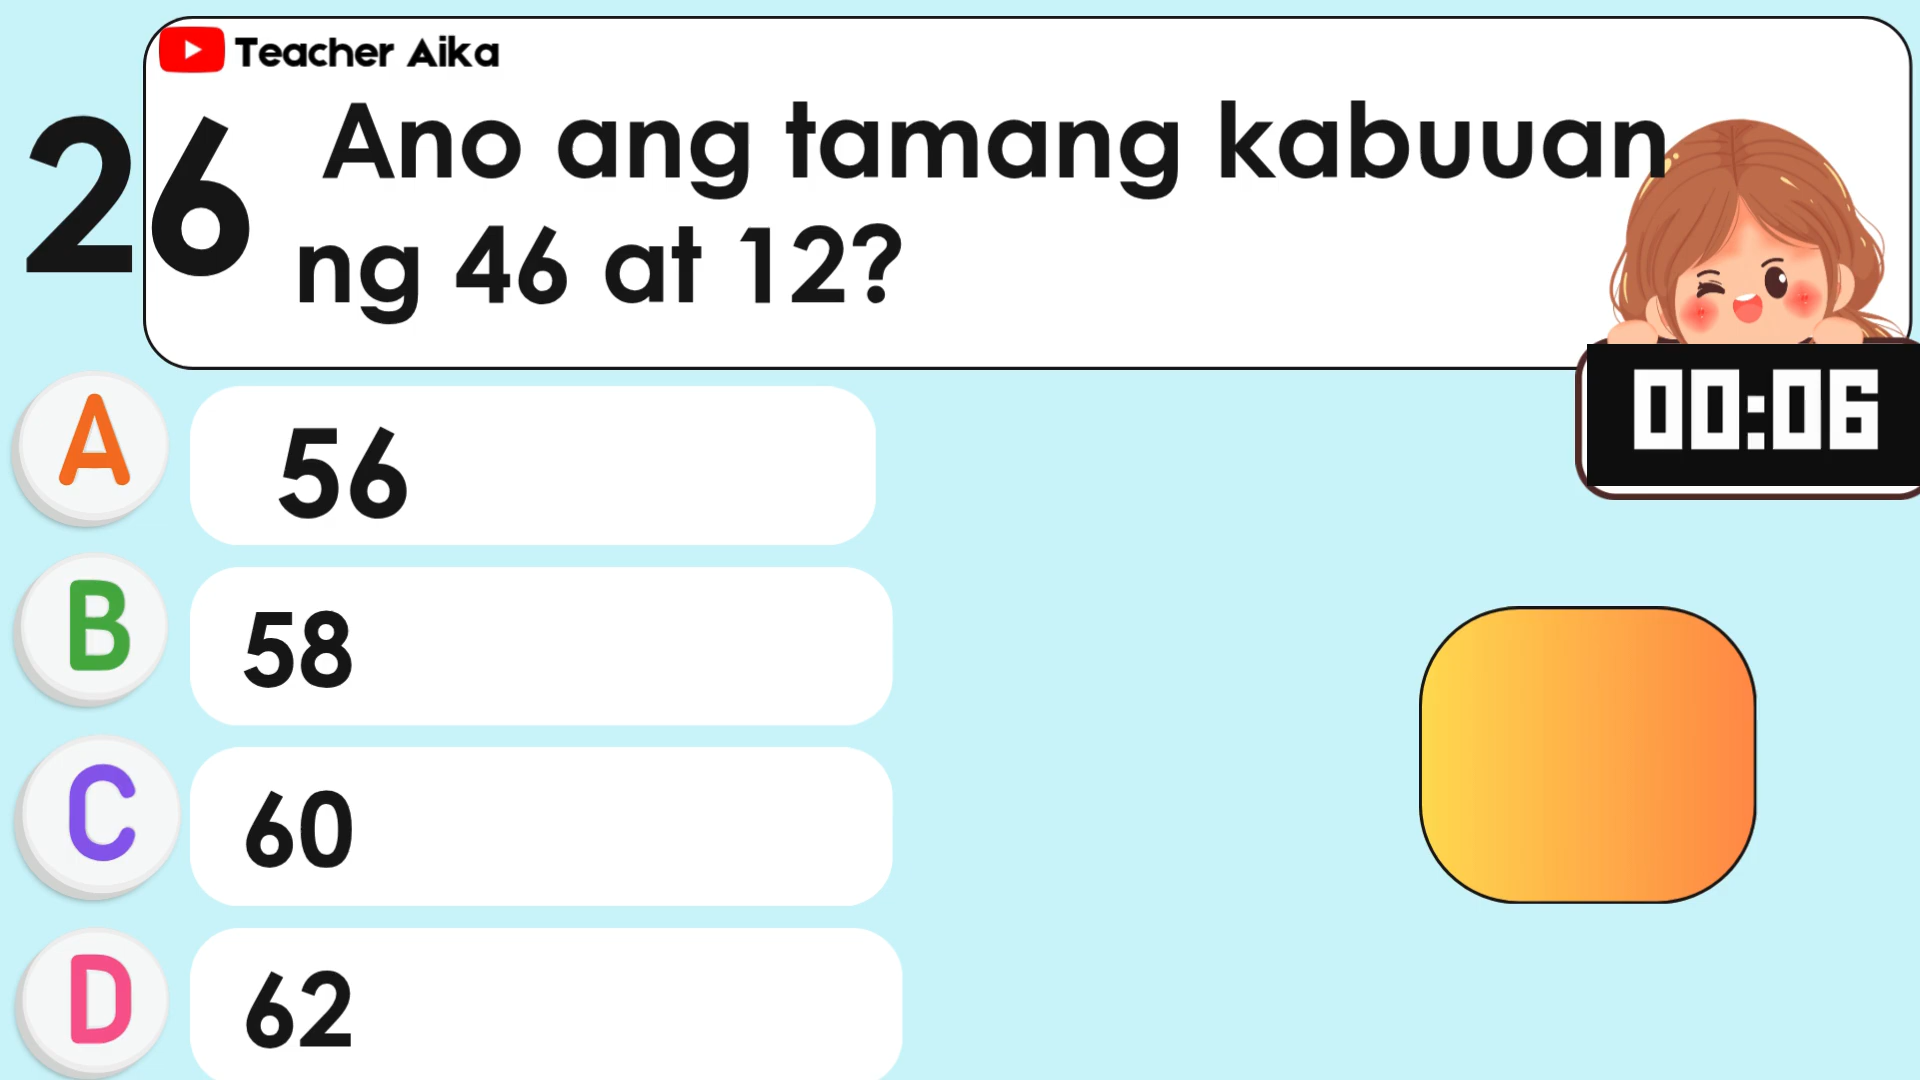 Teacher Aika
26 Ano ang tamang kabuuan
ng 46 at 12?
00:06
A 56
B 58
C 60
D 62